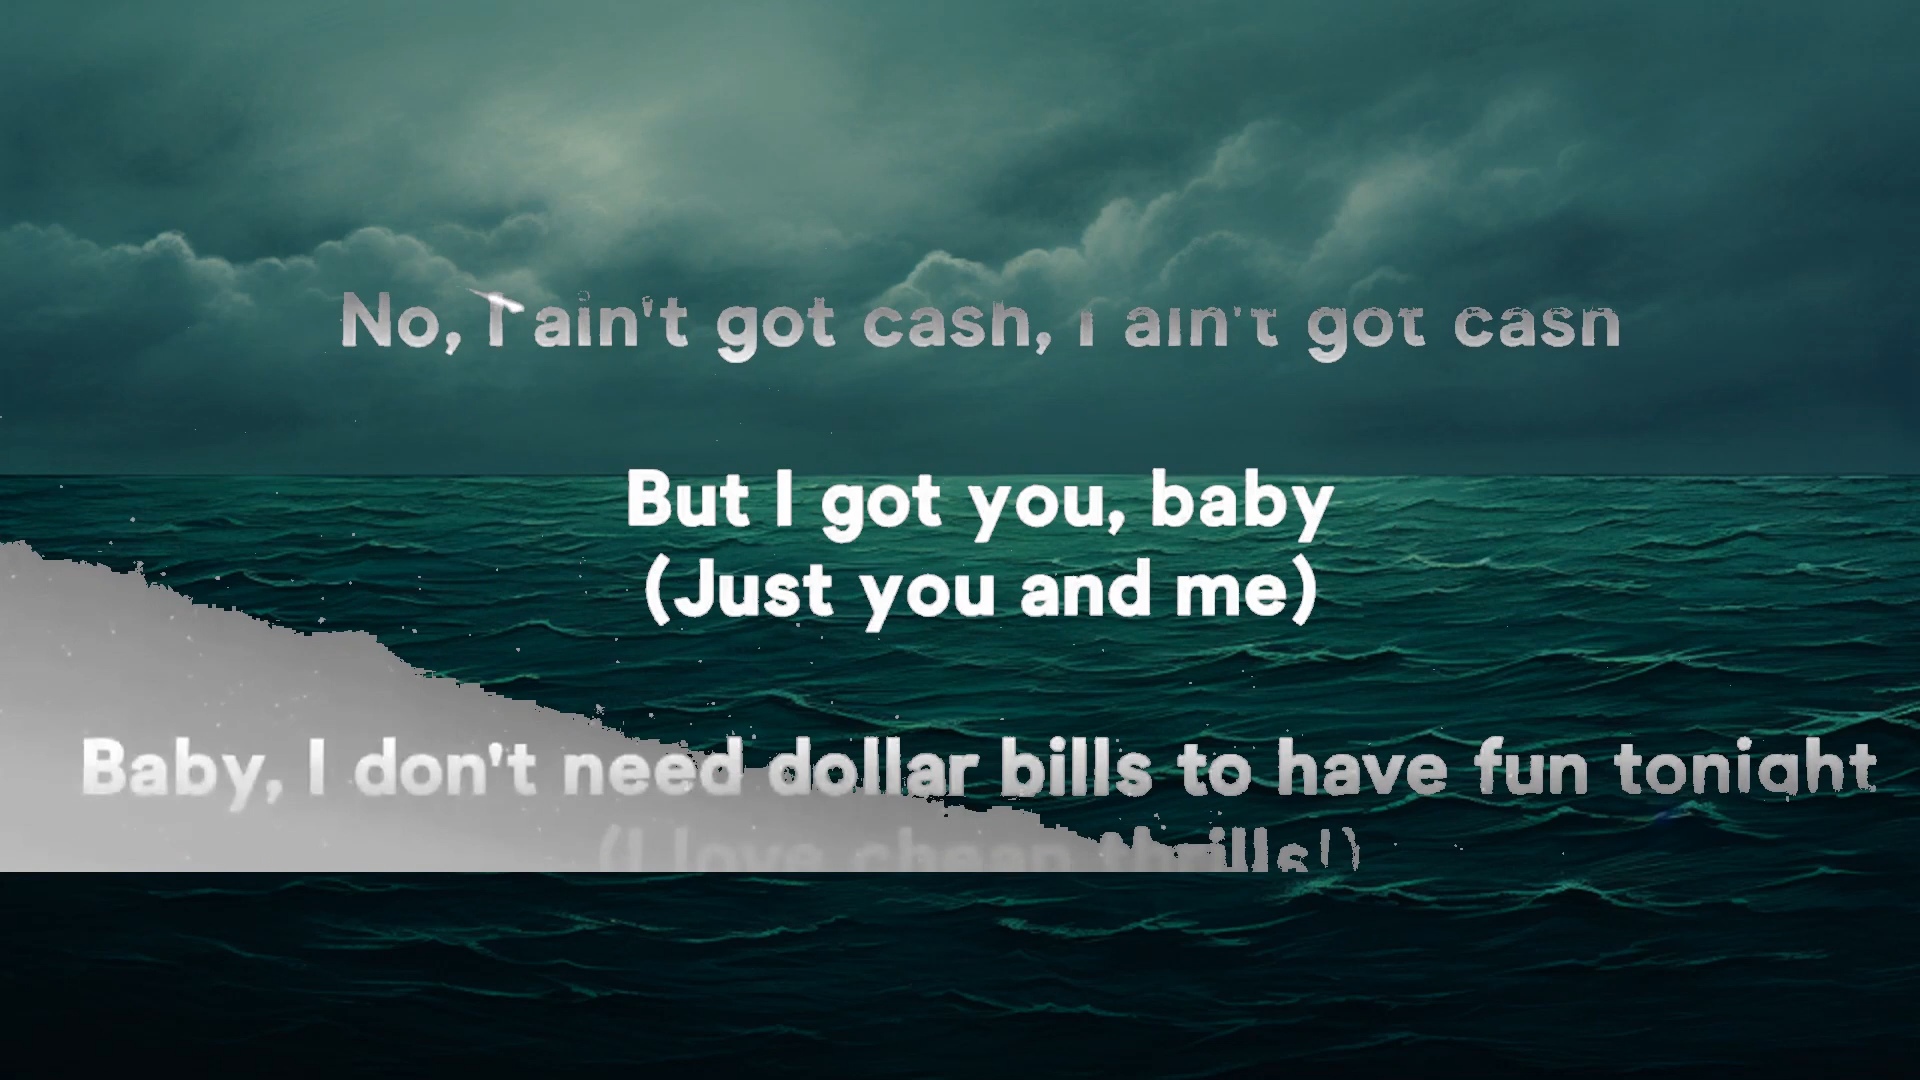 No, I ain't got cash, I ain't got cash
But I got you, baby
(Just you and me)
Baby, I don't need dollar bills to have fun tonight
(I love cheap thrills!)